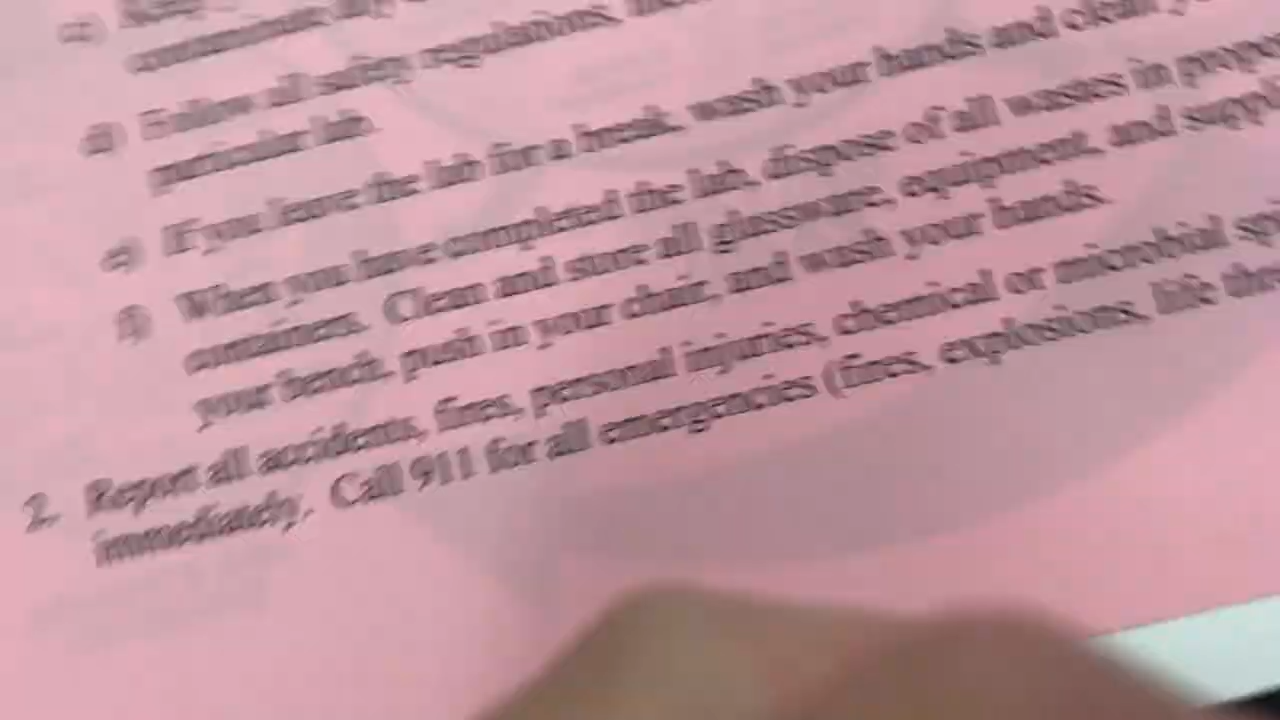 d) Follow all safety regulations,
particular lab.
e) If you leave the lab for a break, wash your hands and clean
f) When you have completed the lab, dispose of all wastes in
containers. Clean and store all glassware, equipment, and
your bench, push in your chair, and wash your hands.
2. Report all accidents, fires, personal injuries, chemical or microbial
immediately. Call 911 for all emergencies (fires, explosions, life